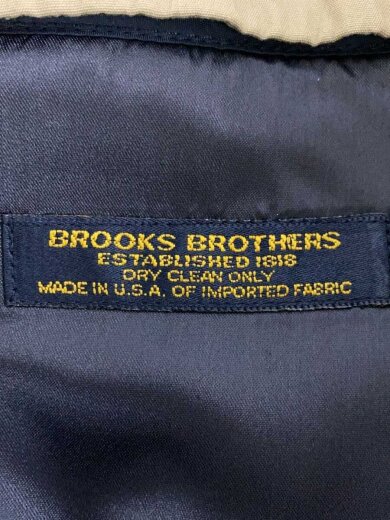 BROOKS BROTHERS
ESTABLISHED 1818
DRY CLEAN ONLY
MADE IN U.S.A. OF IMPORTED FABRIC